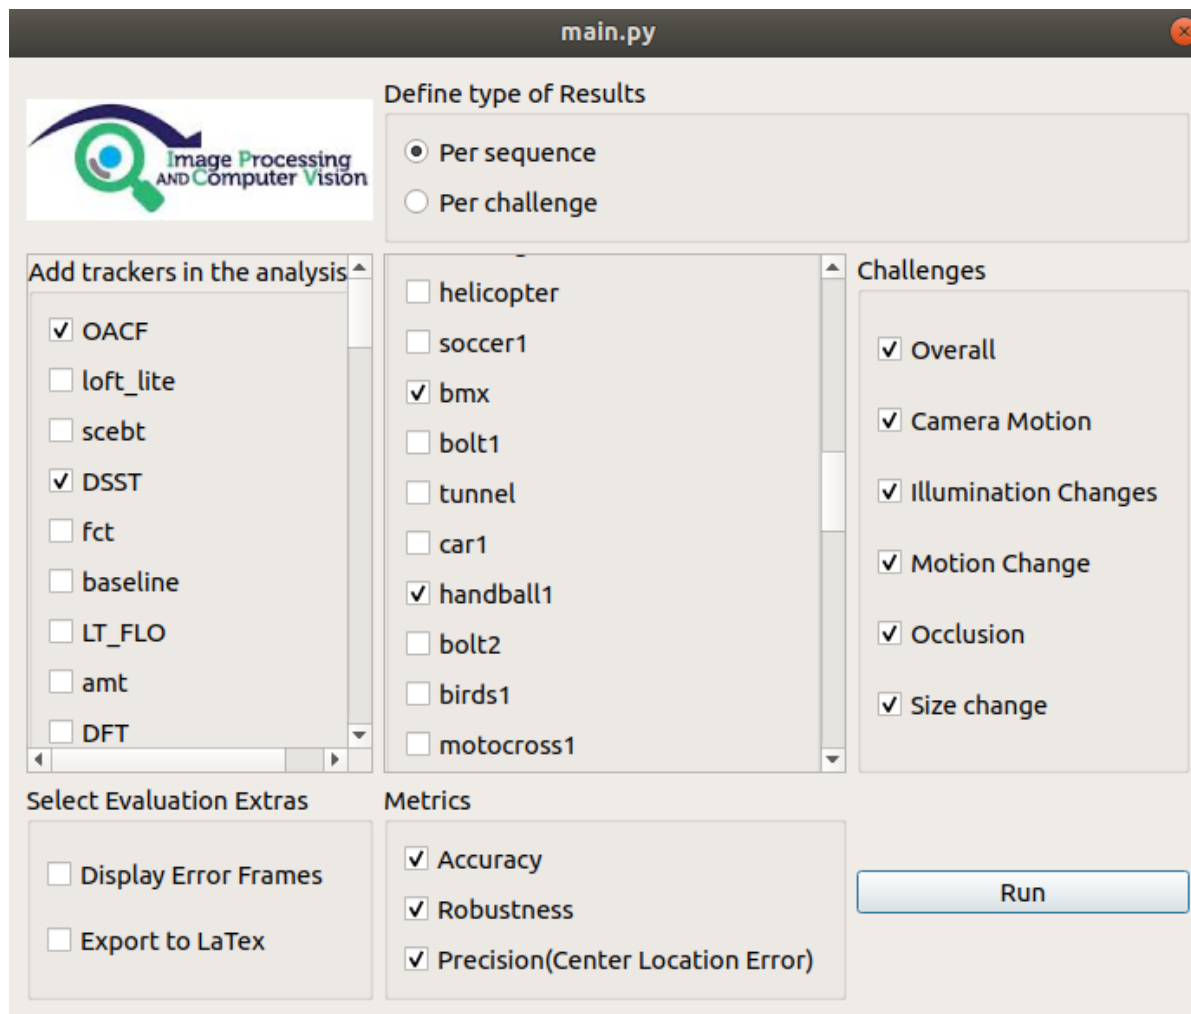 main.py
Image Processing
AND Computer Vision
Define type of Results
Per sequence
Per challenge
Add trackers in the analysis
OACF
loft_lite
scebt
DSST
fct
baseline
LT_FLO
amt
DFT
helicopter
soccer1
bmx
bolt1
tunnel
car1
handball1
bolt2
birds1
motocross1
Challenges
Overall
Camera Motion
Illumination Changes
Motion Change
Occlusion
Size change
Select Evaluation Extras
Display Error Frames
Export to LaTex
Metrics
Accuracy
Robustness
Precision(Center Location Error)
Run